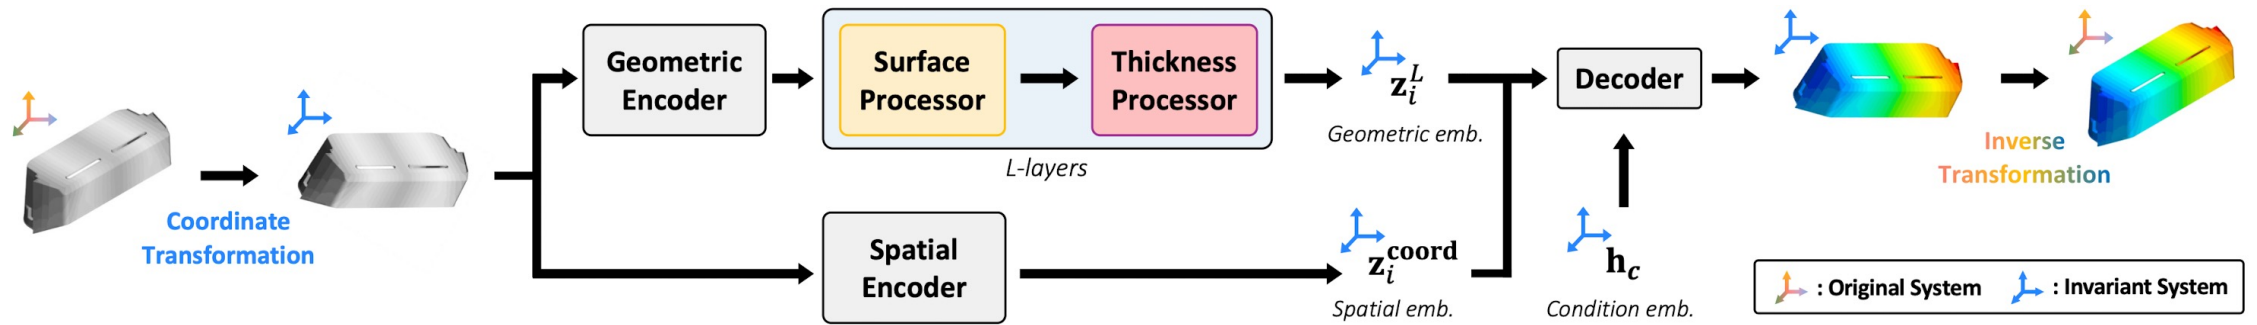 Coordinate
Transformation
Geometric
Encoder
Surface
Processor
Thickness
Processor
L-layers
Spatial
Encoder
z_i^L
Geometric emb.
z_i^coord
Spatial emb.
Decoder
h_c
Condition emb.
Inverse
Transformation
: Original System
: Invariant System